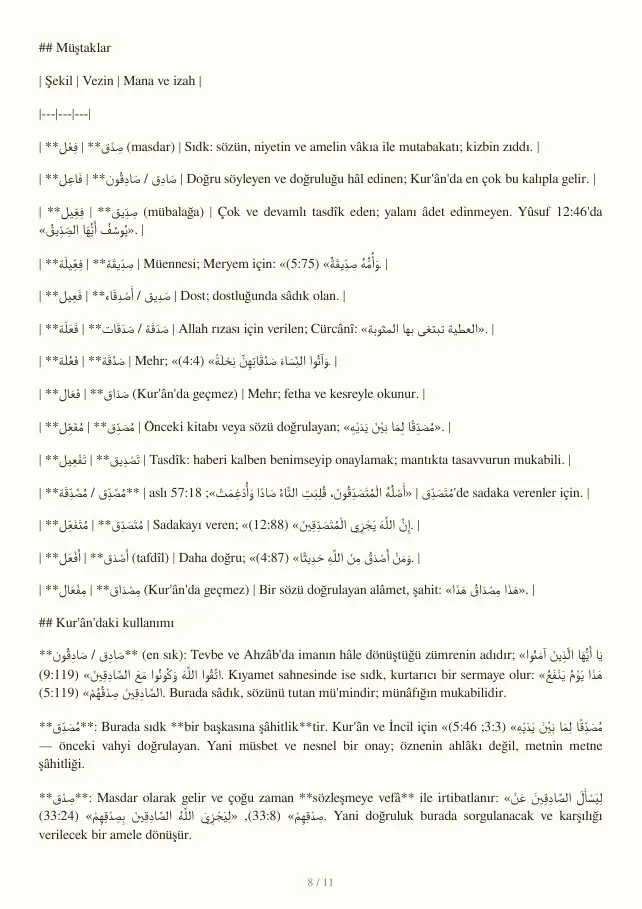 ## Müştaklar
| Şekil | Vezin | Mana ve izah |
|---|---|---|
| **صِدْق** | **فِعْل (masdar) | Sıdk: sözün, niyetin ve amelin vâkıa ile mutabakatı; kizbin zıddı. |
| **صَادِق / صَادِقُون** | **فَاعِل | Doğru söyleyen ve doğruluğu hâl edinen; Kur'ân'da en çok bu kalıpla gelir. |
| **صِدِّيق** | **فِعِّيل (mübalağa) | Çok ve devamlı tasdîk eden; yalanı âdet edinmeyen. Yûsuf 12:46'da
«يُوسُفُ أَيُّهَا الصِّدِّيقُ». |
| **صِدِّيقَة** | **فِعِّيلَة | Müennesi; Meryem için: «وَأُمُّهُ صِدِّيقَةٌ» (5:75). |
| **صَدِيق / أَصْدِقَاء** | **فَعِيل | Dost; dostluğunda sâdık olan. |
| **صَدَقَة / صَدَقَات** | **فَعَلَة | Allah rızası için verilen; Cürcânî: «العطية تبتغى بها المثوبة». |
| **صَدُقَة** | **فَعُلَة | Mehr; «وَآتُوا النِّسَاءَ صَدُقَاتِهِنَّ نِحْلَةً» (4:4). |
| **صَدَاق** | **فَعَال (Kur'ân'da geçmez) | Mehr; fetha ve kesreyle okunur. |
| **مُصَدِّق** | **مُفَعِّل | Önceki kitabı veya sözü doğrulayan; «مُصَدِّقًا لِمَا بَيْنَ يَدَيْهِ». |
| **تَصْدِيق** | **تَفْعِيل | Tasdîk: haberi kalben benimseyip onaylamak; mantıkta tasavvurun mukabili. |
| **مُصَّدِّق / مُصَّدِّقَة** | aslı مُتَصَدِّق | «أَصْلُهُ الْمُتَصَدِّقُونَ، قُلِبَتِ التَّاءُ صَادًا وَأُدْغِمَتْ»; 57:18'de sadaka verenler için. |
| **مُتَصَدِّق** | **مُتَفَعِّل | Sadakayı veren; «إِنَّ اللَّهَ يَجْزِي الْمُتَصَدِّقِينَ» (12:88). |
| **أَصْدَق** | **أَفْعَل (tafdîl) | Daha doğru; «وَمَنْ أَصْدَقُ مِنَ اللَّهِ حَدِيثًا» (4:87). |
| **مِصْدَاق** | **مِفْعَال (Kur'ân'da geçmez) | Bir sözü doğrulayan alâmet, şahit: «هَذَا مِصْدَاقُ هَذَا». |
## Kur'ân'daki kullanımı
**صَادِق / صَادِقُون** (en sık): Tevbe ve Ahzâb'da imanın hâle dönüştüğü zümrenin adıdır; «يَا أَيُّهَا الَّذِينَ آمَنُوا
اتَّقُوا اللَّهَ وَكُونُوا مَعَ الصَّادِقِينَ» (9:119). Kıyamet sahnesinde ise sıdk, kurtarıcı bir sermaye olur: «هَذَا يَوْمُ يَنْفَعُ
الصَّادِقِينَ صِدْقُهُمْ» (5:119). Burada sâdık, sözünü tutan mü'mindir; münâfığın mukabilidir.
**مُصَدِّق**: Burada sıdk **bir başkasına şâhitlik**tir. Kur'ân ve İncil için «مُصَدِّقًا لِمَا بَيْنَ يَدَيْهِ» (3:3; 5:46)
— önceki vahyi doğrulayan. Yani müsbet ve nesnel bir onay; öznenin ahlâkı değil, metnin metne
şâhitliği.
**صِدْق**: Masdar olarak gelir ve çoğu zaman **sözleşmeye vefâ** ile irtibatlanır: «لِيَسْأَلَ الصَّادِقِينَ عَنْ
صِدْقِهِمْ» (33:8), «لِيَجْزِيَ اللَّهُ الصَّادِقِينَ بِصِدْقِهِمْ» (33:24). Yani doğruluk burada sorgulanacak ve karşılığı
verilecek bir amele dönüşür.
8 / 11